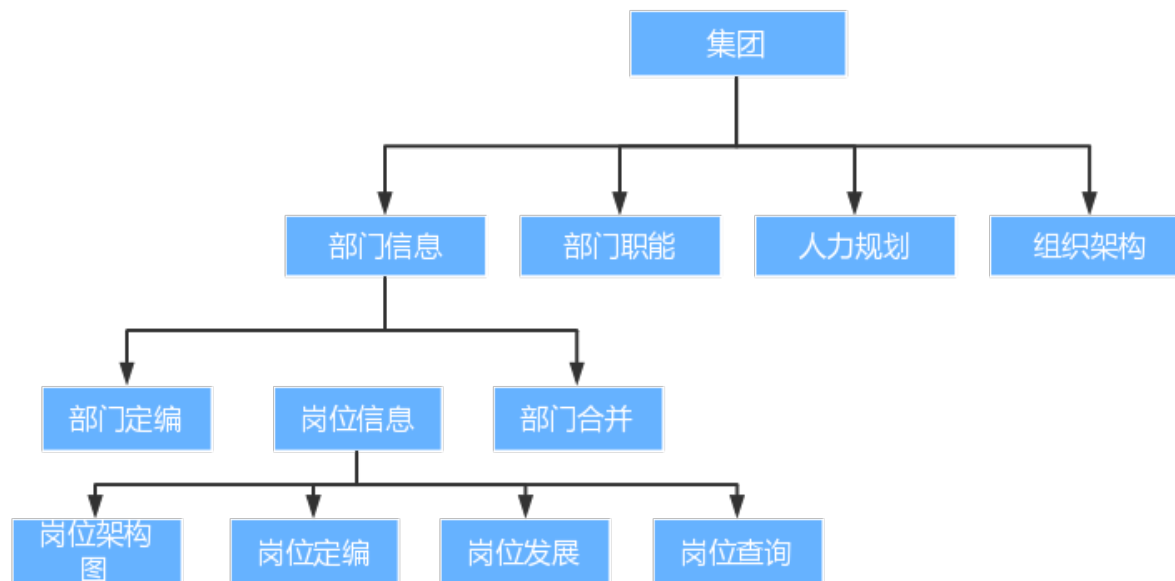 集团
部门信息
部门职能
人力规划
组织架构
部门定编
岗位信息
部门合并
岗位架构
图
岗位定编
岗位发展
岗位查询